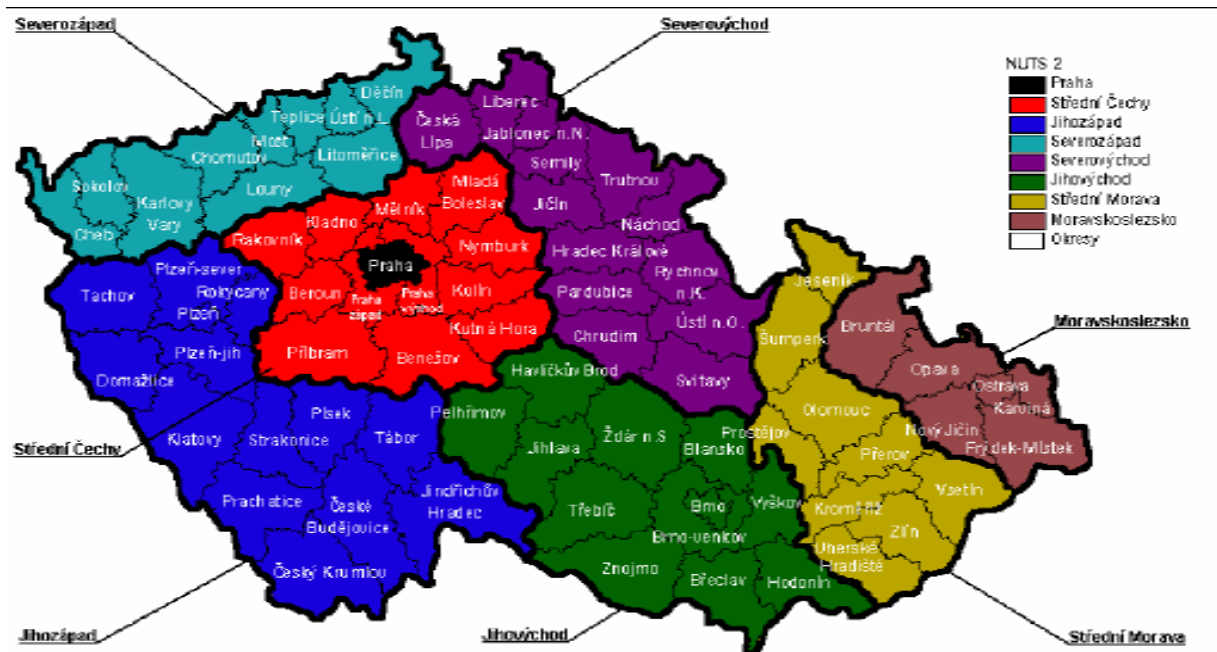 Severozápad
Severovýchod
NUTS 2
Praha
Střední Čechy
Jihozápad
Severozápad
Severovýchod
Jihovýchod
Střední Morava
Moravskoslezsko
Okresy
Děčín
Teplice
Ústí n.L.
Most
Chomutov
Litoměřice
Louny
Sokolov
Karlovy
Vary
Cheb
Česká
Lípa
Liberec
Jablonec n.N.
Semily
Trutnov
Jičín
Náchod
Hradec Králové
Rychnov
n.K.
Pardubice
Ústí n.O.
Chrudim
Svitavy
Mladá
Boleslav
Mělník
Kladno
Rakovník
Nymburk
Praha
Beroun
Praha
západ
Praha
východ
Kolín
Kutná Hora
Příbram
Benešov
Plzeň-sever
Tachov
Rokycany
Plzeň
Plzeň-jih
Domažlice
Klatovy
Písek
Strakonice
Tábor
Prachatice
České
Budějovice
Jindřichův
Hradec
Český Krumlov
Havlíčkův Brod
Pelhřimov
Jihlava
Žďár n.S
Blansko
Třebíč
Brno
Vyškov
Brno-venkov
Znojmo
Břeclav
Hodonín
Jeseník
Šumperk
Olomouc
Prostějov
Přerov
Kroměříž
Vsetín
Zlín
Uherské
Hradiště
Bruntál
Opava
Ostrava
Karviná
Nový Jičín
Frýdek-Místek
Moravskoslezsko
Střední Čechy
Jihozápad
Jihovýchod
Střední Morava